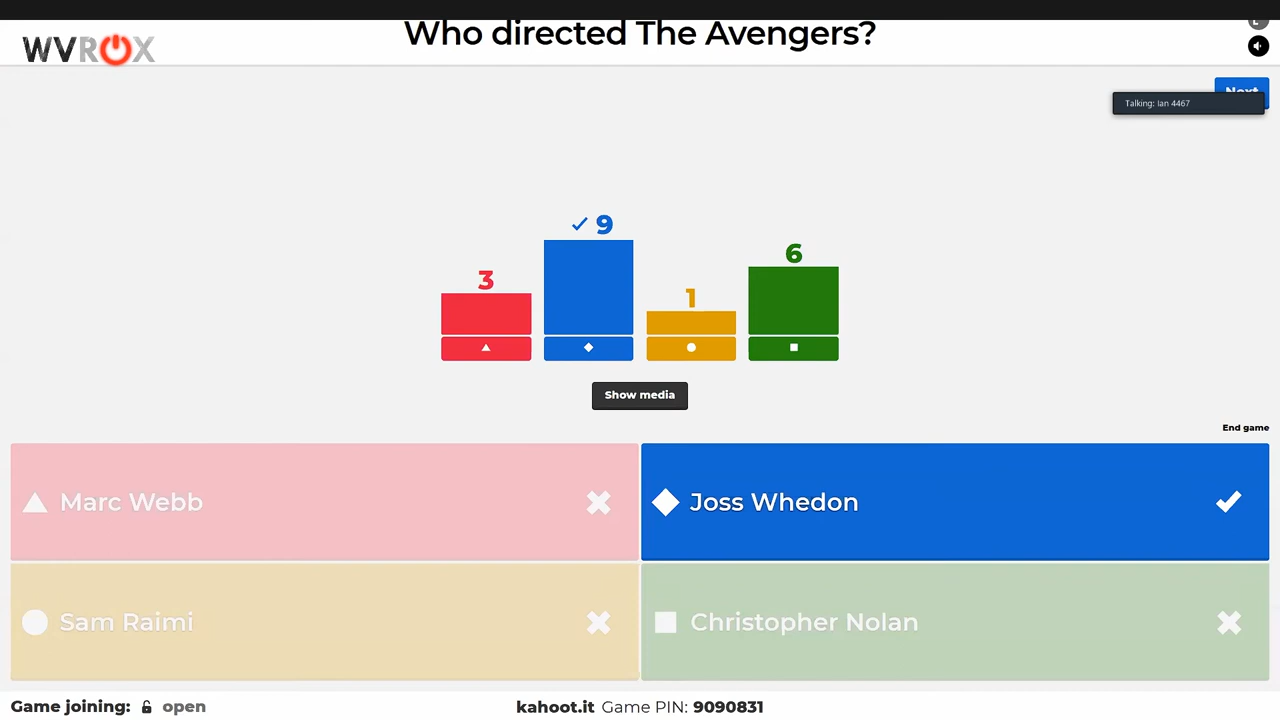 Who directed The Avengers?
WVROX
Next
Talking: Ian 4467
9
6
3
1
Show media
End game
Marc Webb
Joss Whedon
Sam Raimi
Christopher Nolan
Game joining: open
kahoot.it Game PIN: 9090831